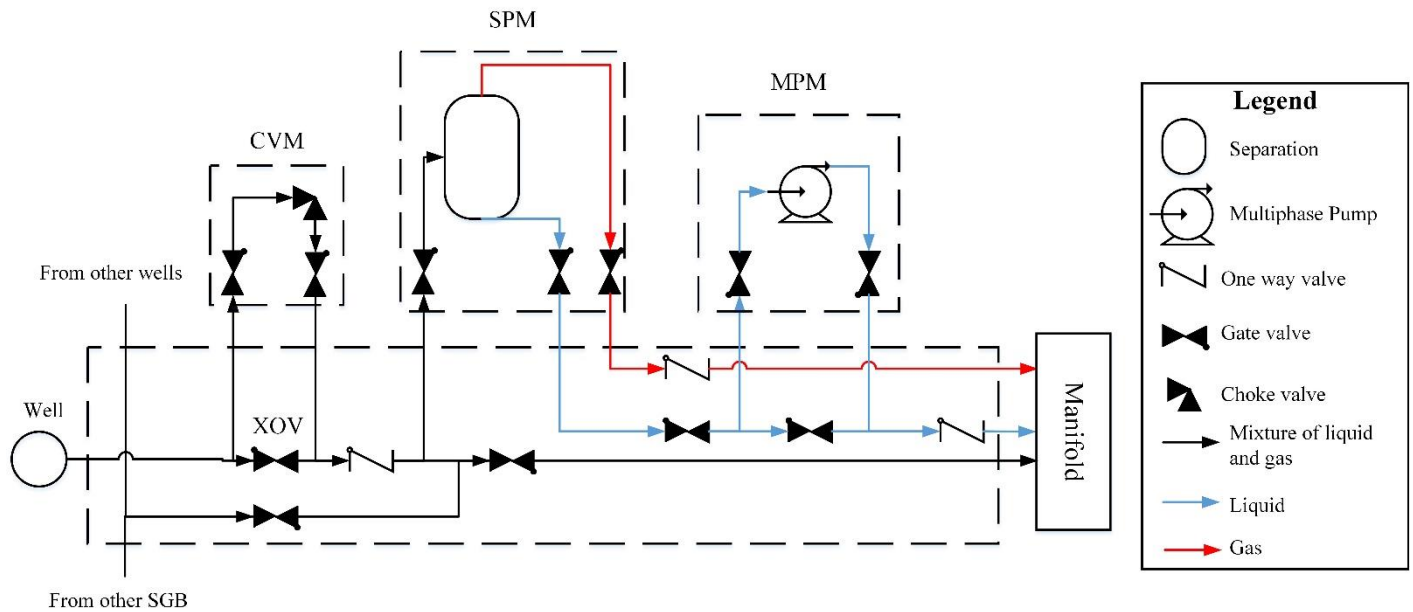 SPM
MPM
CVM
From other wells
Well
XOV
From other SGB
Manifold
Legend
Separation
Multiphase Pump
One way valve
Gate valve
Choke valve
Mixture of liquid
and gas
Liquid
Gas